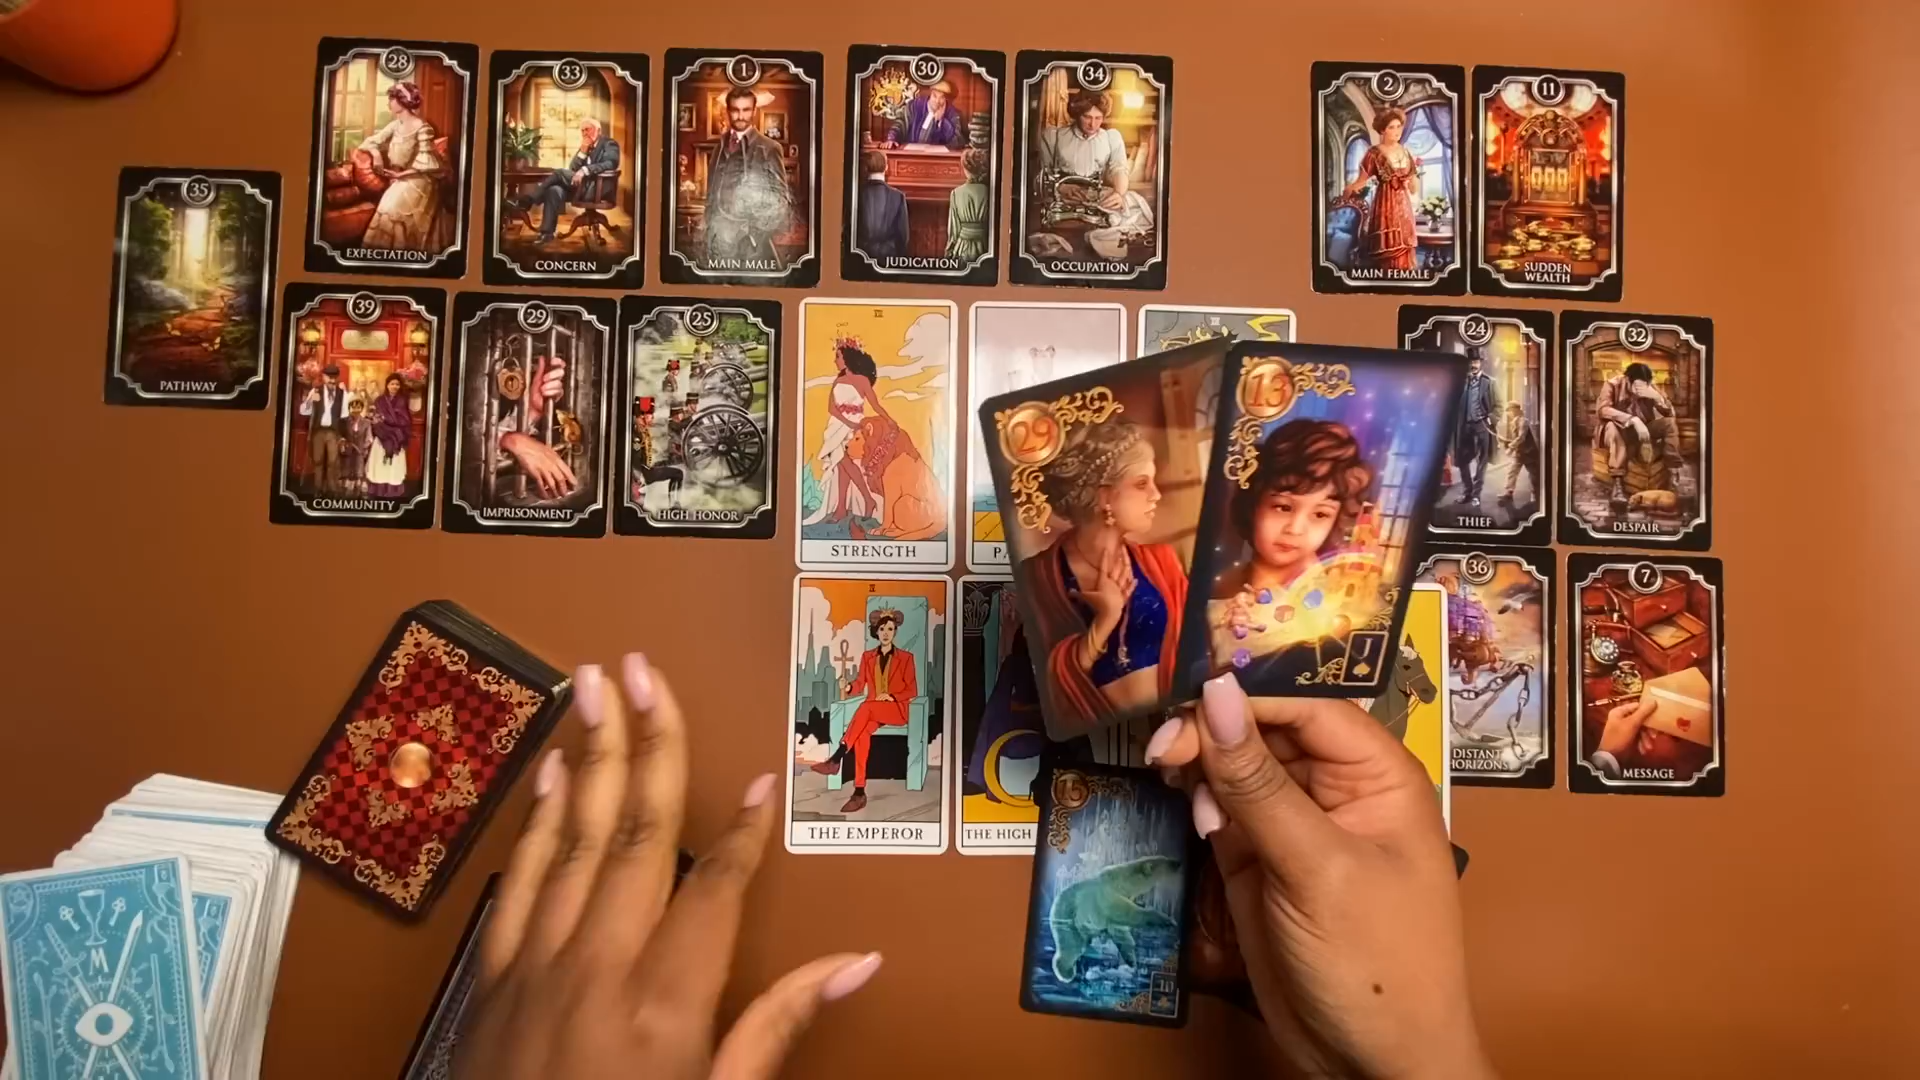 28
EXPECTATION
33
CONCERN
1
MAIN MALE
30
JUDICATION
34
OCCUPATION
2
MAIN FEMALE
11
SUDDEN
WEALTH
35
PATHWAY
39
COMMUNITY
29
IMPRISONMENT
25
HIGH HONOR
STRENGTH
24
THIEF
32
DESPAIR
29
13
J
IV
THE EMPEROR
THE HIGH
36
DISTANT
HORIZONS
7
MESSAGE
15
10
M